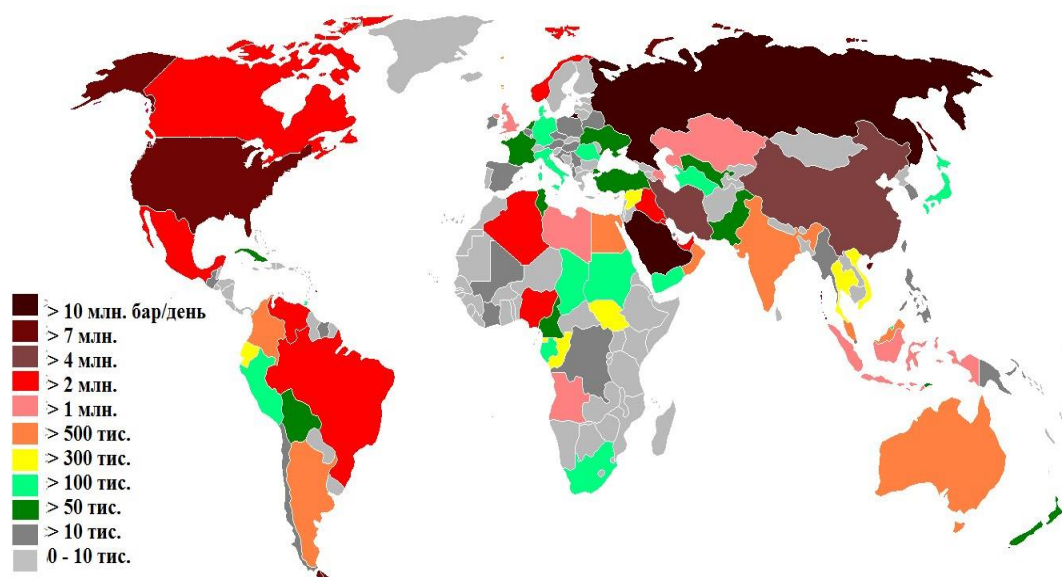 > 10 млн. бар/день
> 7 млн.
> 4 млн.
> 2 млн.
> 1 млн.
> 500 тис.
> 300 тис.
> 100 тис.
> 50 тис.
> 10 тис.
0 - 10 тис.